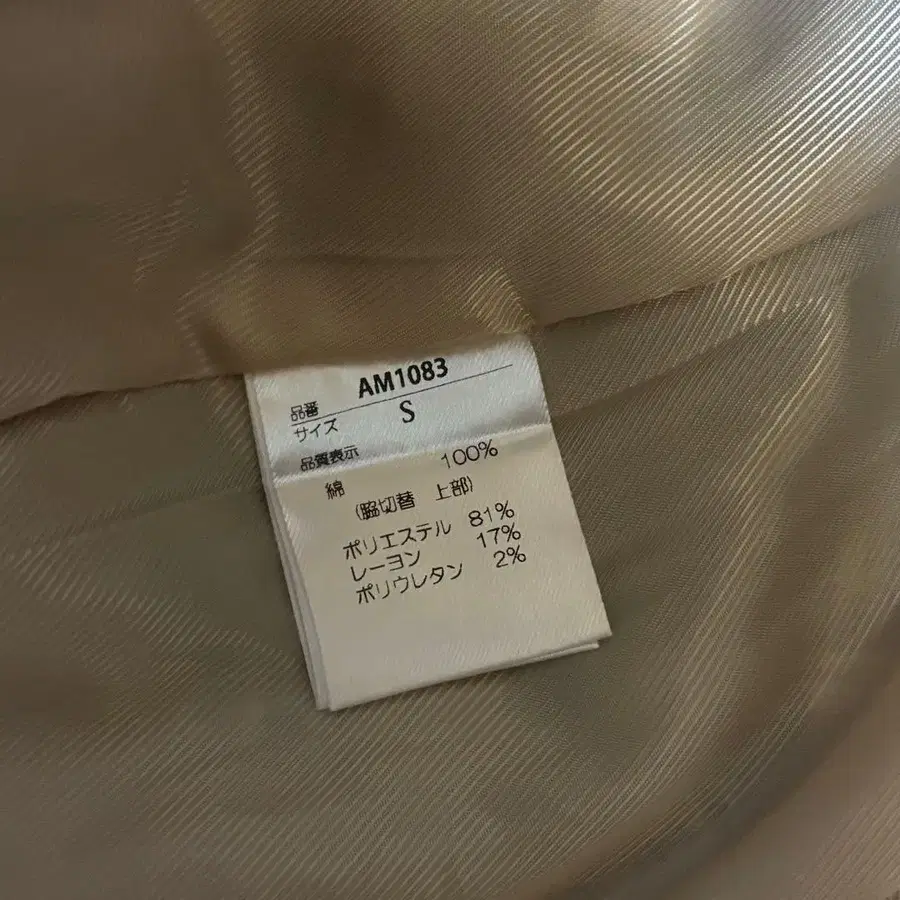 品番 AM1083
サイズ S
品質表示
綿 100%
(脇切替 上部)
ポリエステル 81%
レーヨン 17%
ポリウレタン 2%